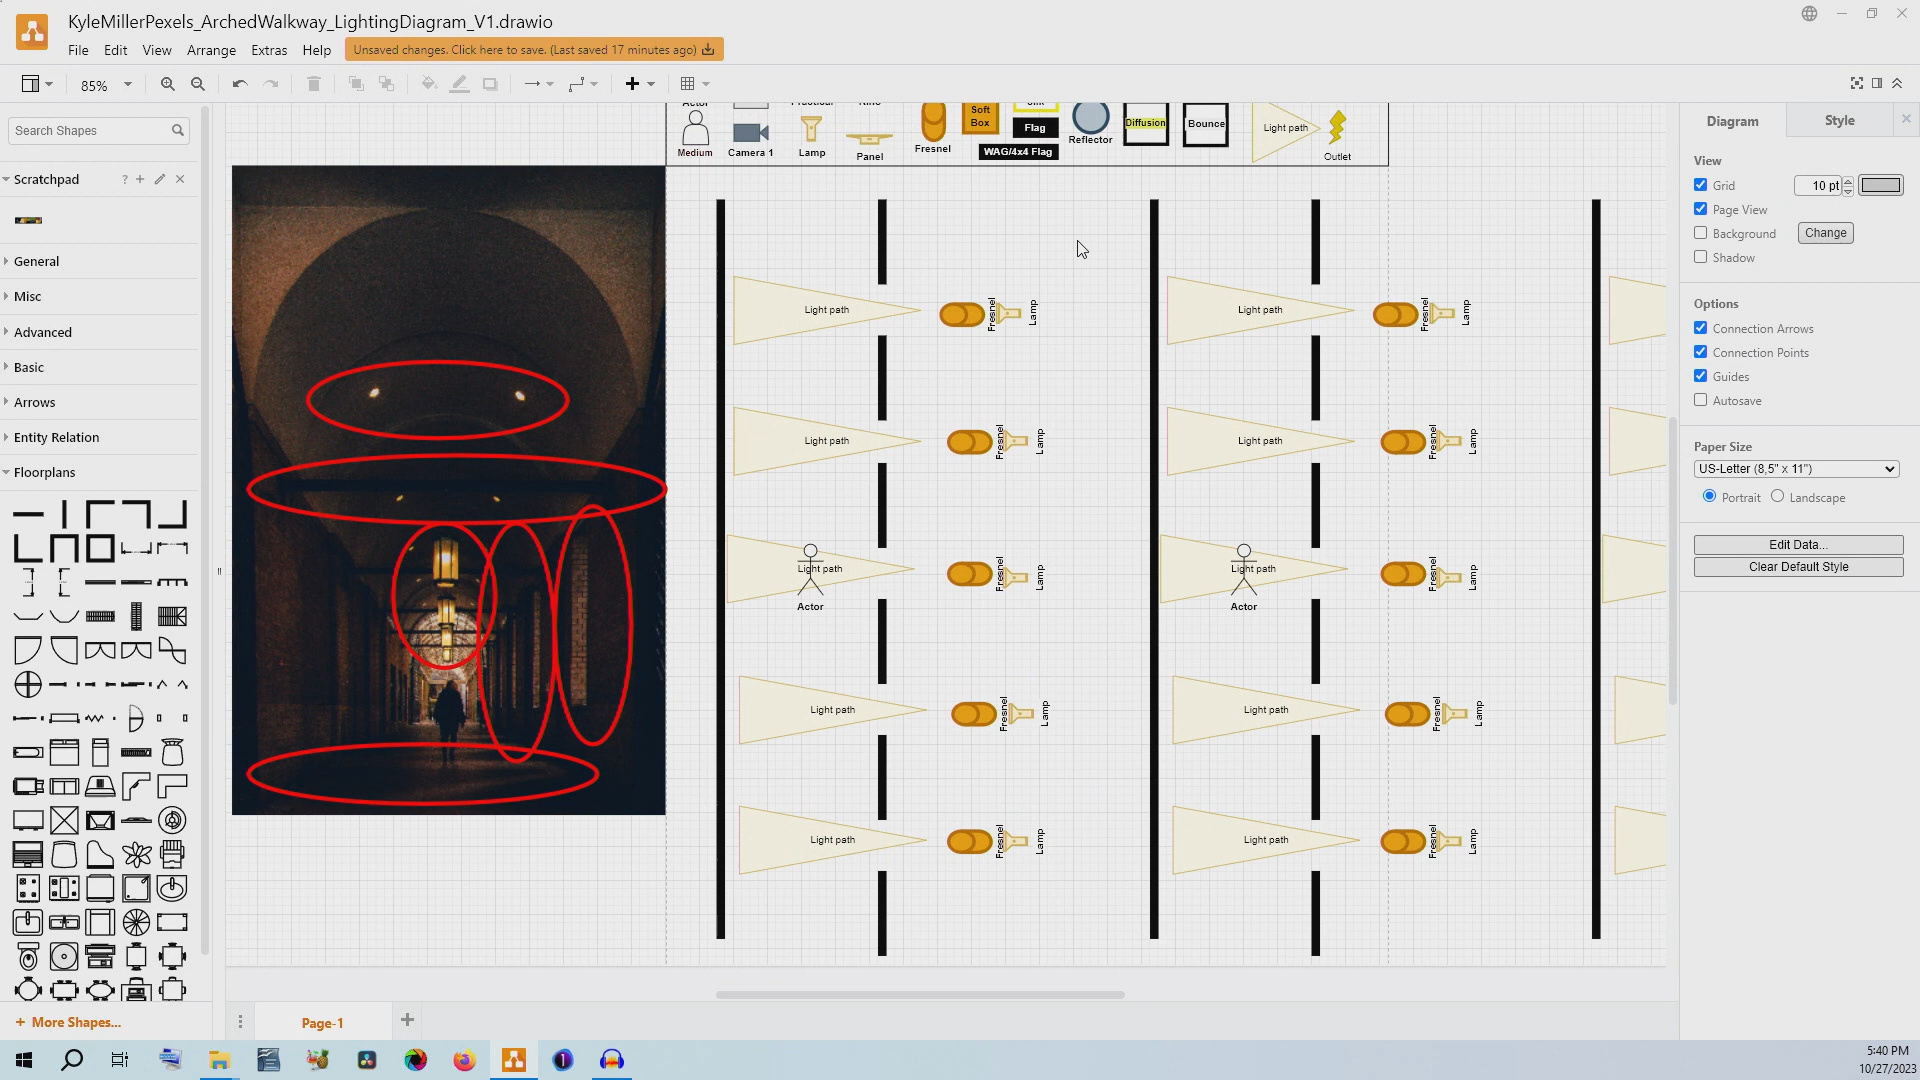 KyleMillerPexels_ArchedWalkway_LightingDiagram_V1.drawio
File Edit View Arrange Extras Help Unsaved changes. Click here to save. (Last saved 17 minutes ago)
85%
Search Shapes
Scratchpad
?
General
Misc
Advanced
Basic
Arrows
Entity Relation
Floorplans
+ More Shapes...
Actor
Medium
Camera 1
Lamp
Panel
Fresnel
Soft Box
Flag
WAG/4x4 Flag
Reflector
Diffusion
Bounce
Light path
Outlet
Light path Fresnel Lamp Light path Fresnel Lamp
Light path Fresnel Lamp Light path Fresnel Lamp
Light path Fresnel Lamp Light path Fresnel Lamp
Actor Actor
Light path Fresnel Lamp Light path Fresnel Lamp
Light path Fresnel Lamp Light path Fresnel Lamp
Page-1
Diagram Style
View
Grid 10 pt
Page View
Background Change
Shadow
Options
Connection Arrows
Connection Points
Guides
Autosave
Paper Size
US-Letter (8,5" x 11")
Portrait Landscape
Edit Data...
Clear Default Style
5:40 PM
10/27/2023